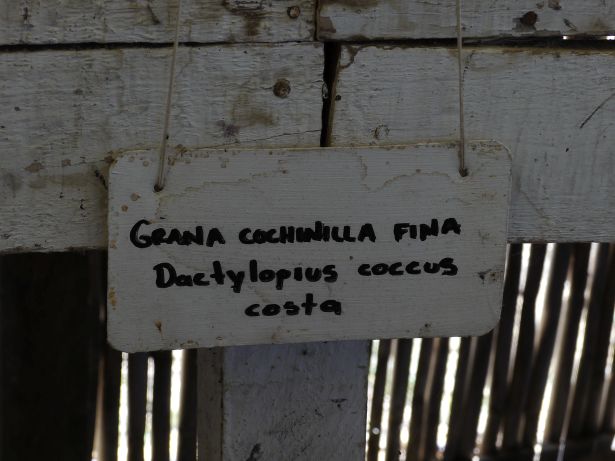 GRANA COCHINILLA FINA
Dactylopius coccus
costa